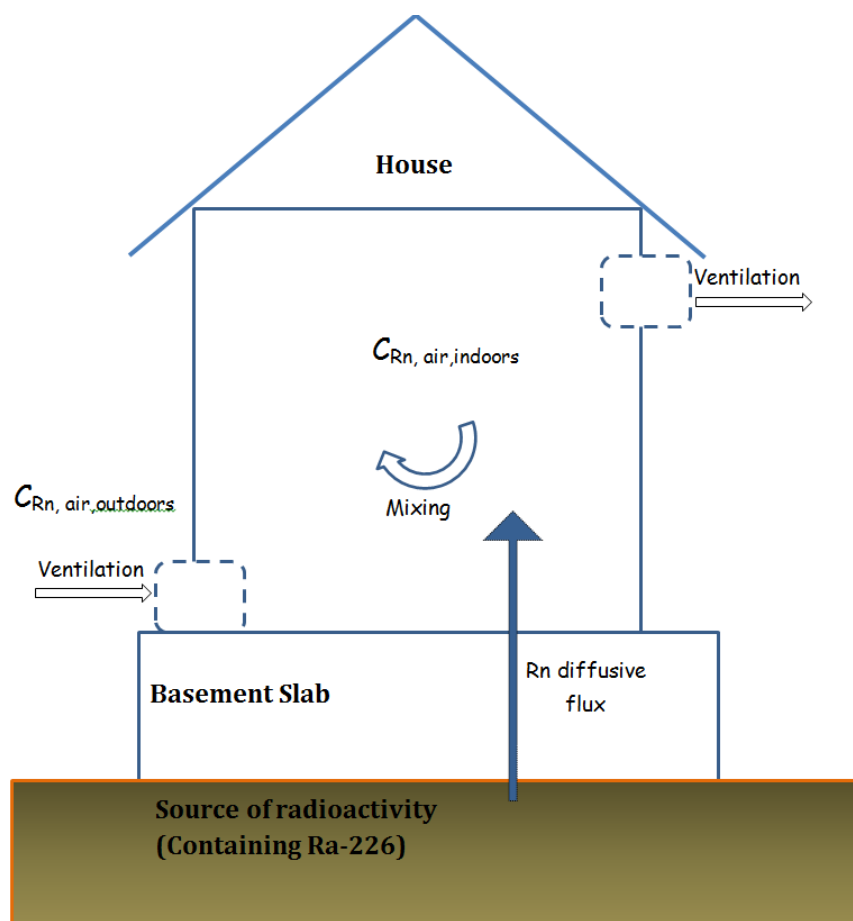 House
Ventilation
CRn, air,indoors
Mixing
CRn, air,outdoors
Ventilation
Rn diffusive
flux
Basement Slab
Source of radioactivity
(Containing Ra-226)